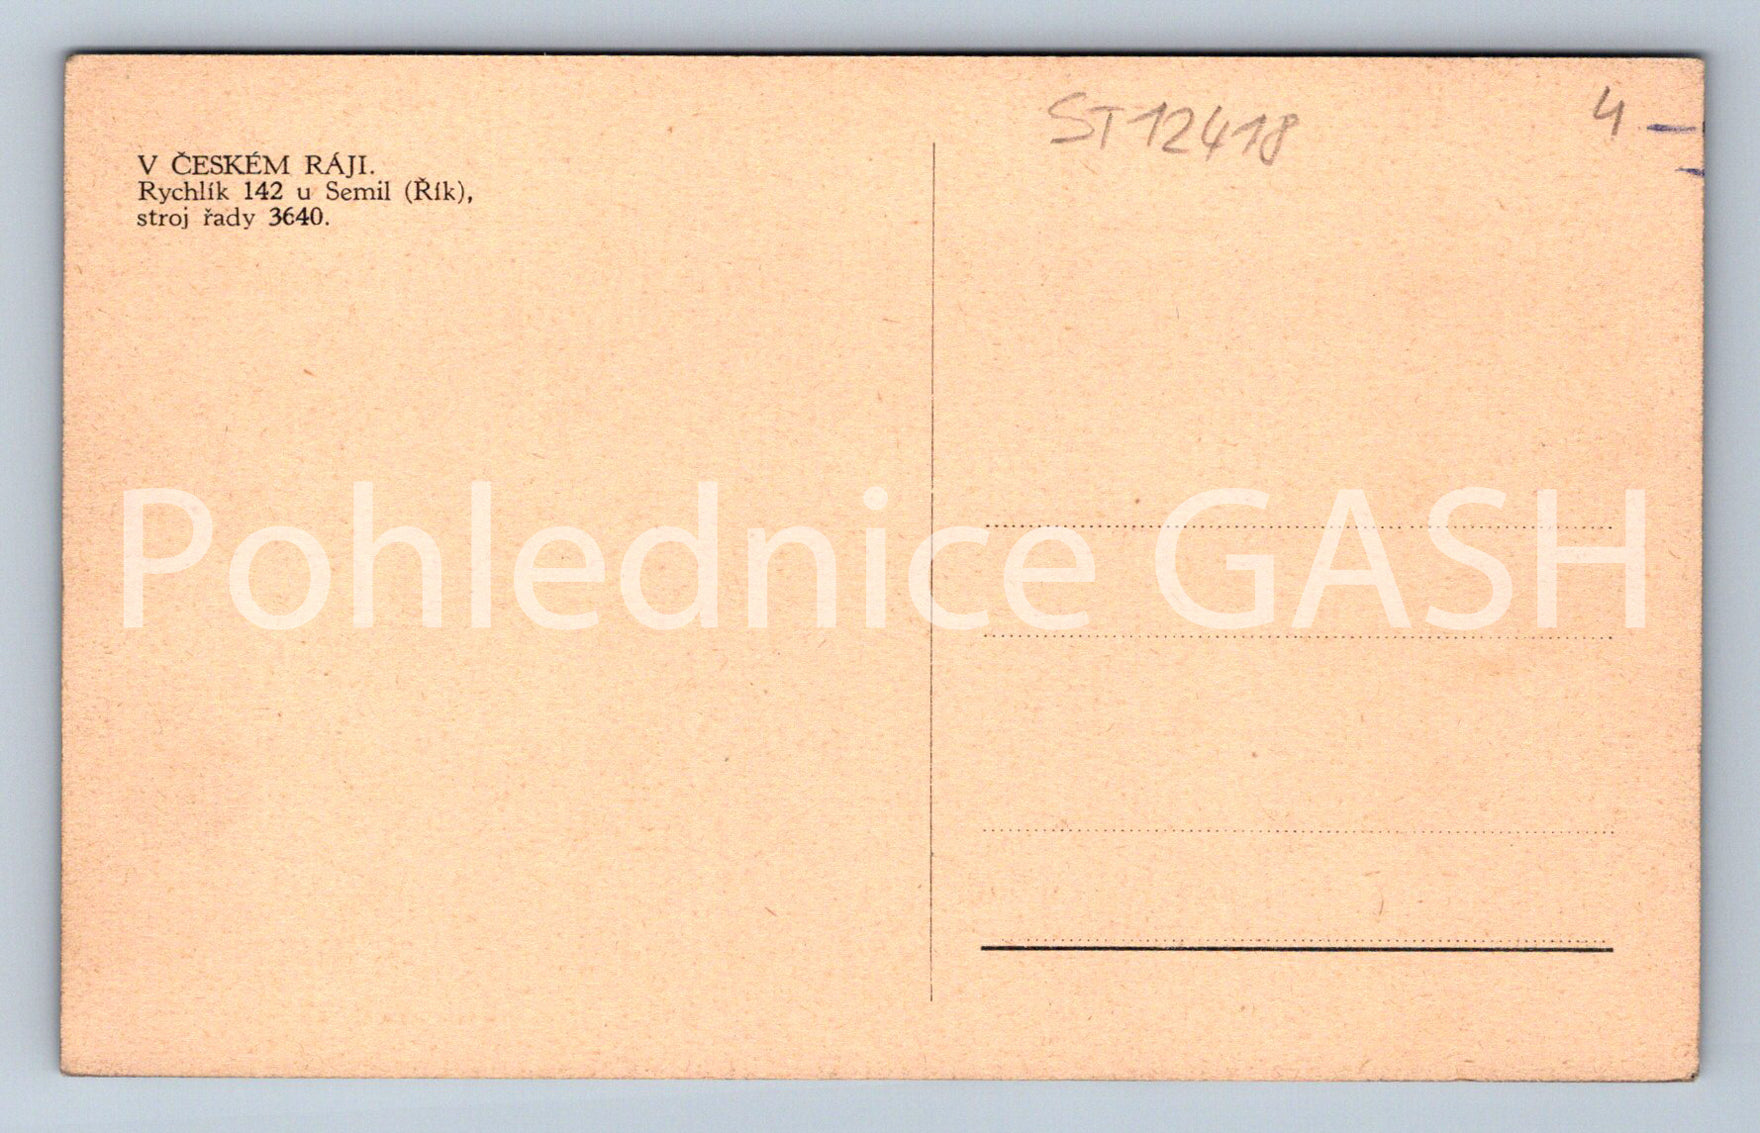 ST12418
4 —
V ČESKÉM RÁJI.
Rychlík 142 u Semil (Řík),
stroj řady 3640.
Pohlednice GASH